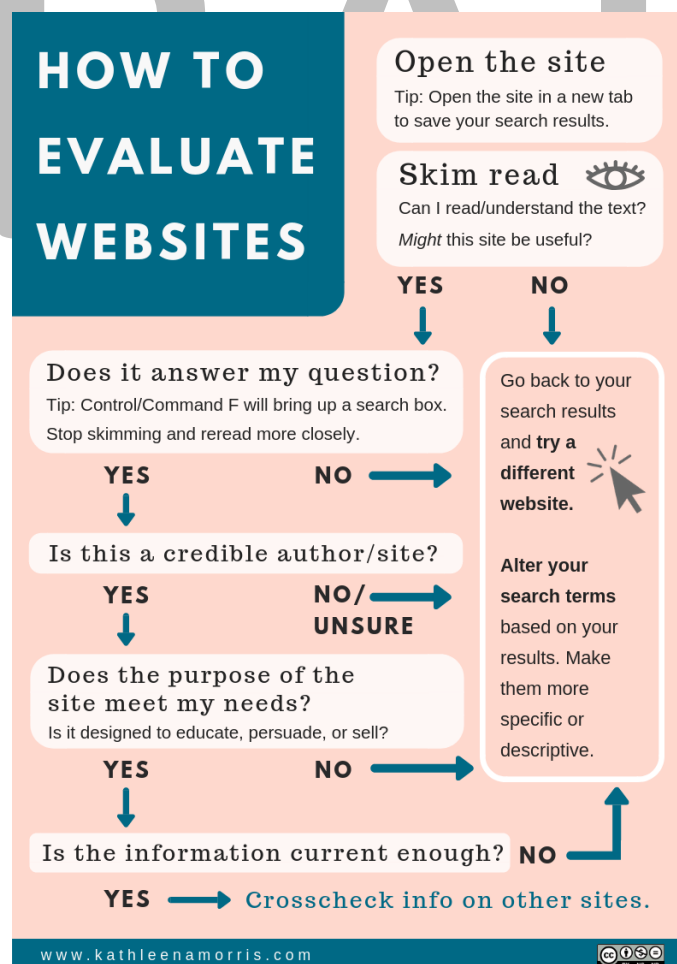 HOW TO
EVALUATE
WEBSITES
Open the site
Tip: Open the site in a new tab
to save your search results.
Skim read
Can I read/understand the text?
Might this site be useful?
YES
NO
Does it answer my question?
Tip: Control/Command F will bring up a search box.
Stop skimming and reread more closely.
YES
NO
Is this a credible author/site?
YES
NO/
UNSURE
Does the purpose of the
site meet my needs?
Is it designed to educate, persuade, or sell?
YES
NO
Go back to your
search results
and try a
different
website.
Alter your
search terms
based on your
results. Make
them more
specific or
descriptive.
Is the information current enough?
NO
YES
Crosscheck info on other sites.
www.kathleenamorris.com
cc